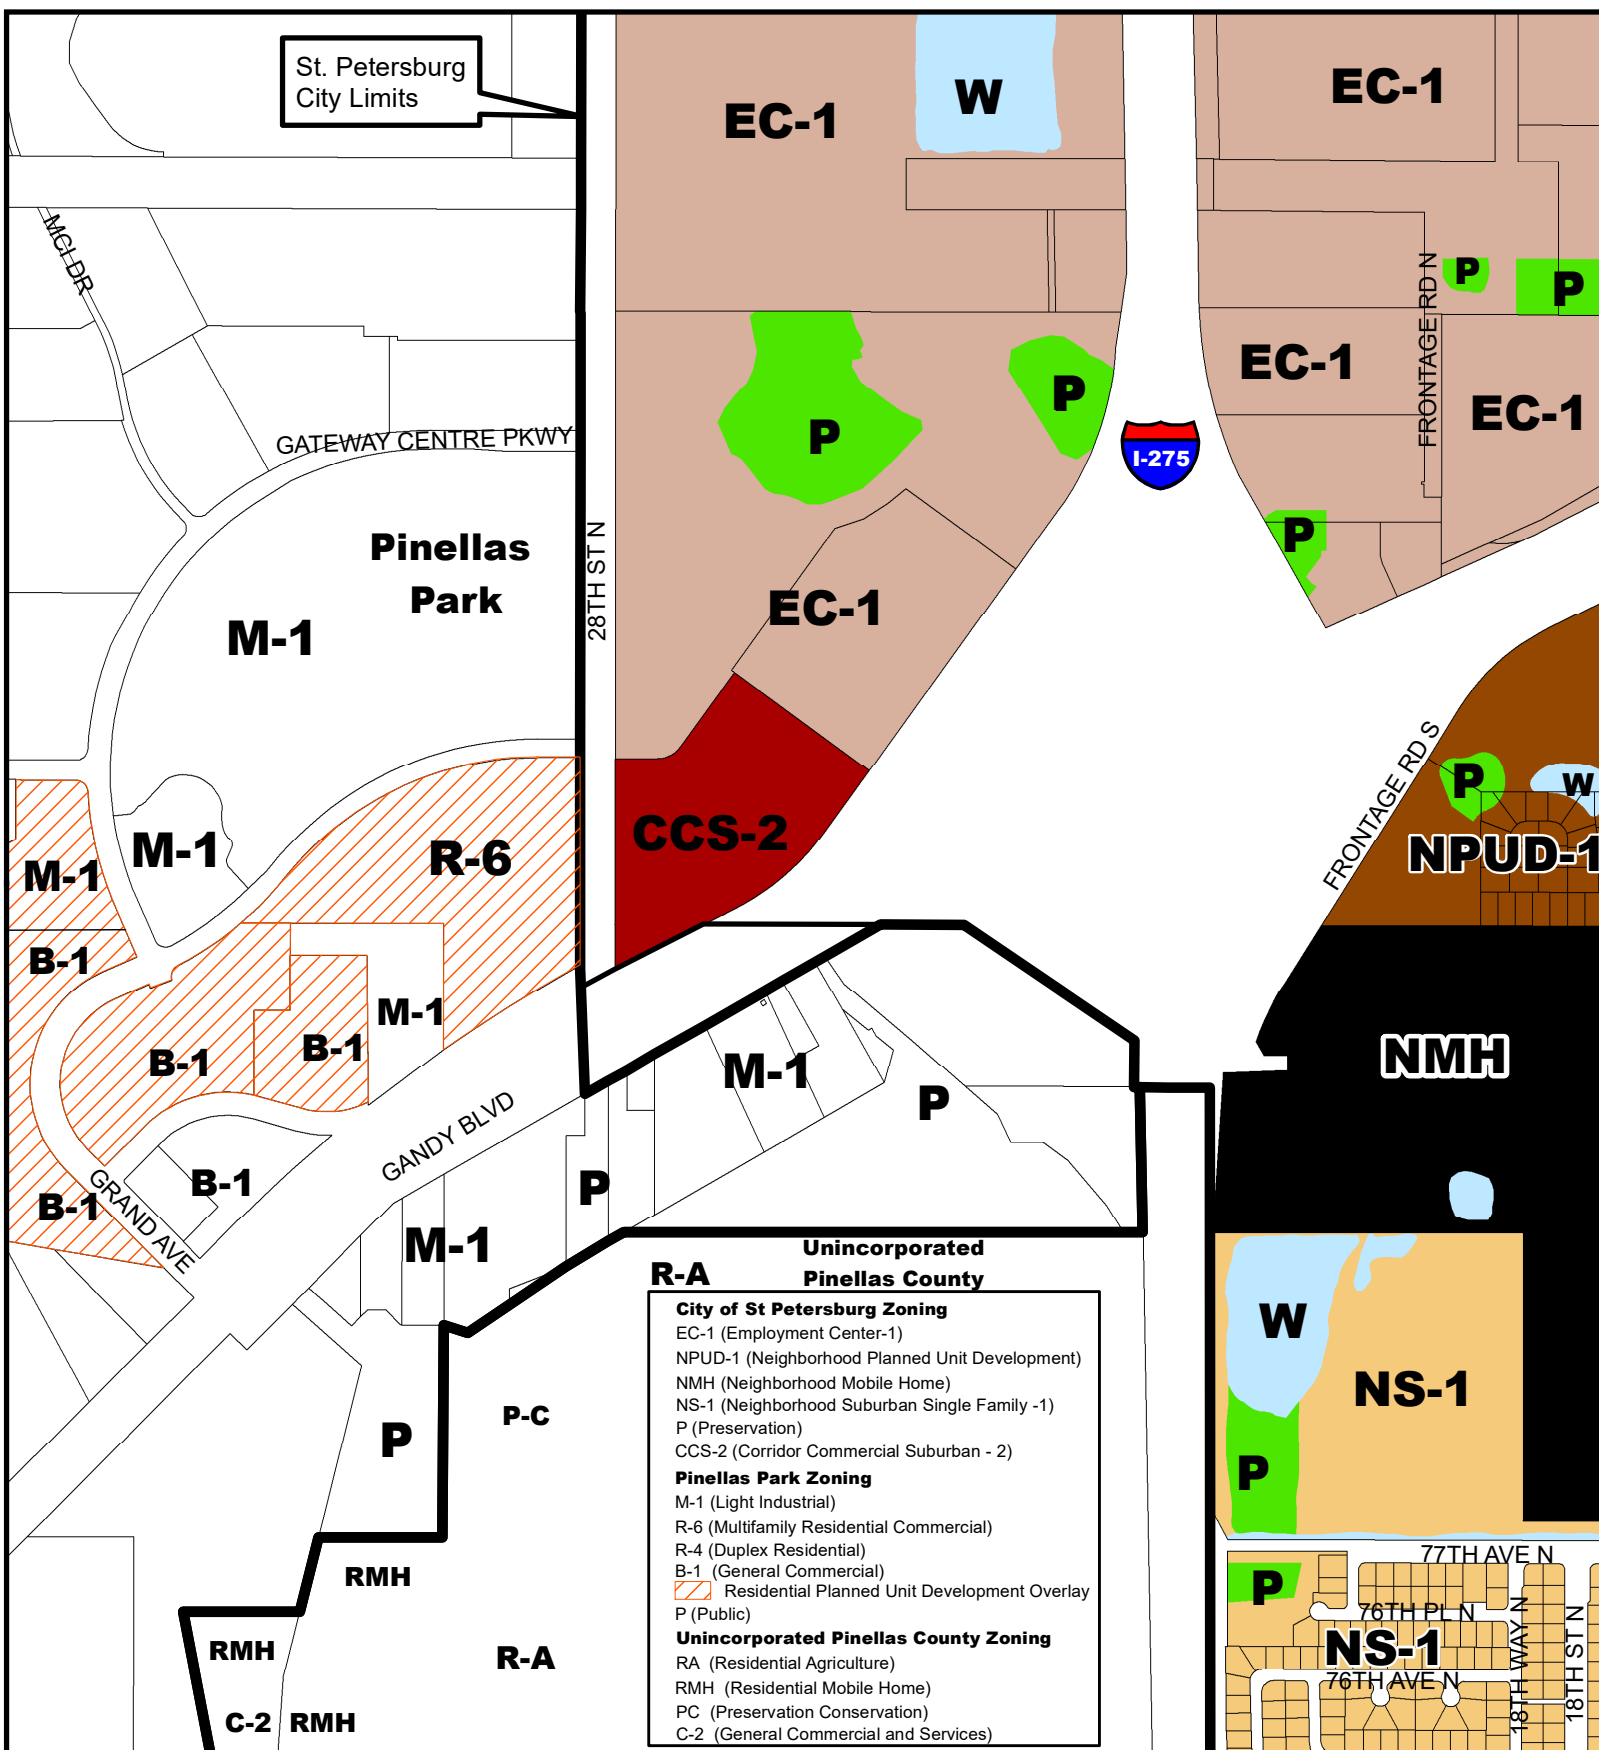 St. Petersburg
City Limits
EC-1
W
EC-1
MCI DR
P
P
FRONTAGE RD N
EC-1
P
EC-1
P
GATEWAY CENTRE PKWY
I-275
P
Pinellas
Park
28TH ST N
EC-1
M-1
FRONTAGE RD S
P
W
CCS-2
NPUD-1
M-1
R-6
M-1
B-1
M-1
B-1
B-1
NMH
M-1
P
GANDY BLVD
B-1
P
B-1
GRAND AVE
M-1
Unincorporated
Pinellas County
R-A
City of St Petersburg Zoning
EC-1 (Employment Center-1)
NPUD-1 (Neighborhood Planned Unit Development)
NMH (Neighborhood Mobile Home)
NS-1 (Neighborhood Suburban Single Family -1)
P (Preservation)
CCS-2 (Corridor Commercial Suburban - 2)
Pinellas Park Zoning
M-1 (Light Industrial)
R-6 (Multifamily Residential Commercial)
R-4 (Duplex Residential)
B-1 (General Commercial)
Residential Planned Unit Development Overlay
P (Public)
Unincorporated Pinellas County Zoning
RA (Residential Agriculture)
RMH (Residential Mobile Home)
PC (Preservation Conservation)
C-2 (General Commercial and Services)
W
NS-1
P-C
P
P
77TH AVE N
RMH
P
76TH PL N
RMH
R-A
NS-1
76TH AVE N
18TH WAY N
18TH ST N
C-2
RMH